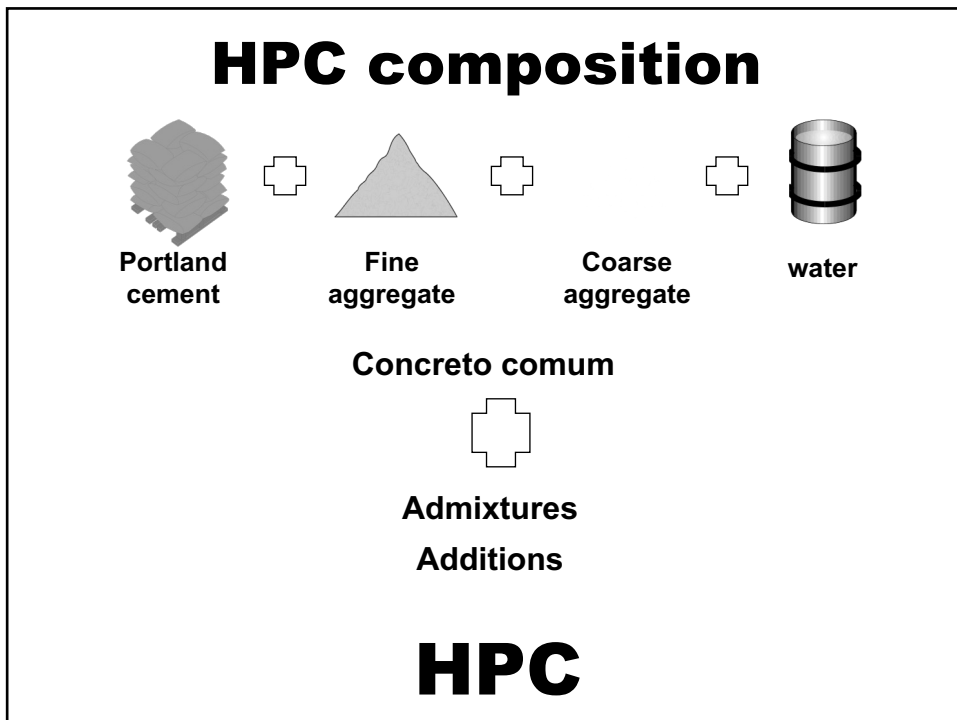 HPC composition
Portland
cement
Fine
aggregate
Coarse
aggregate
water
Concreto comum
Admixtures
Additions
HPC